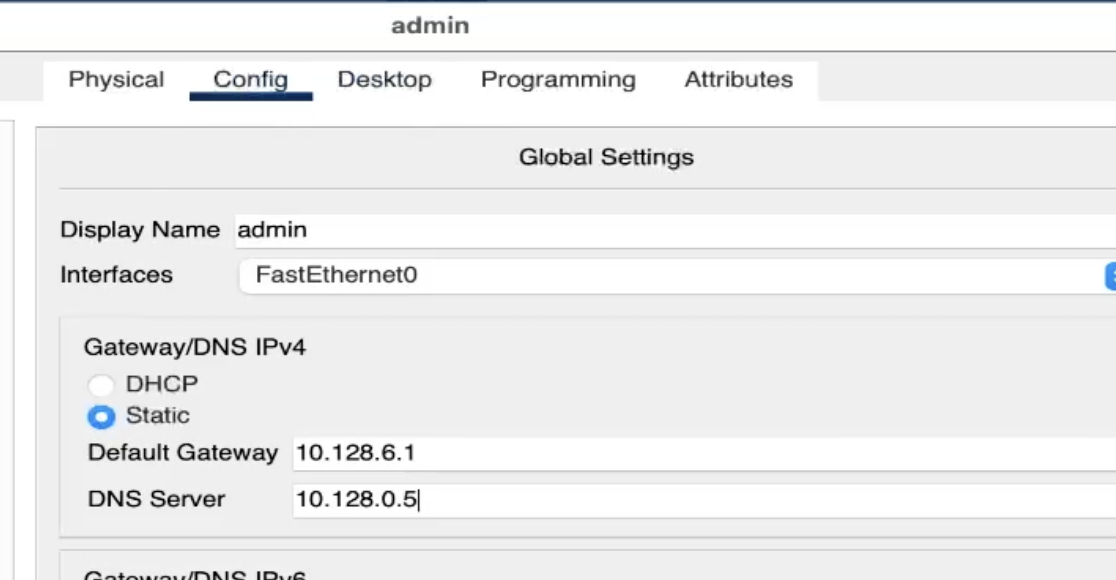 admin
Physical Config Desktop Programming Attributes
Global Settings
Display Name admin
Interfaces FastEthernet0
Gateway/DNS IPv4
DHCP
Static
Default Gateway 10.128.6.1
DNS Server 10.128.0.5
Gateway/DNS IPv6